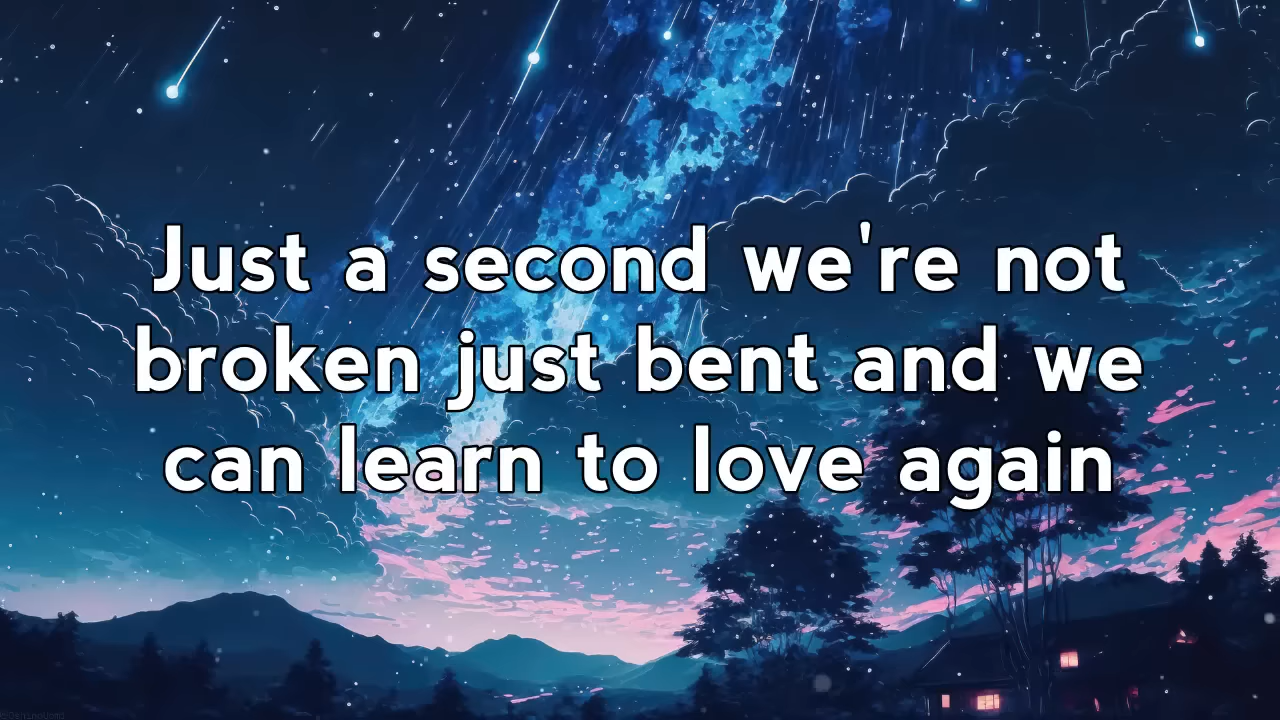 Just a second we're not
broken just bent and we
can learn to love again